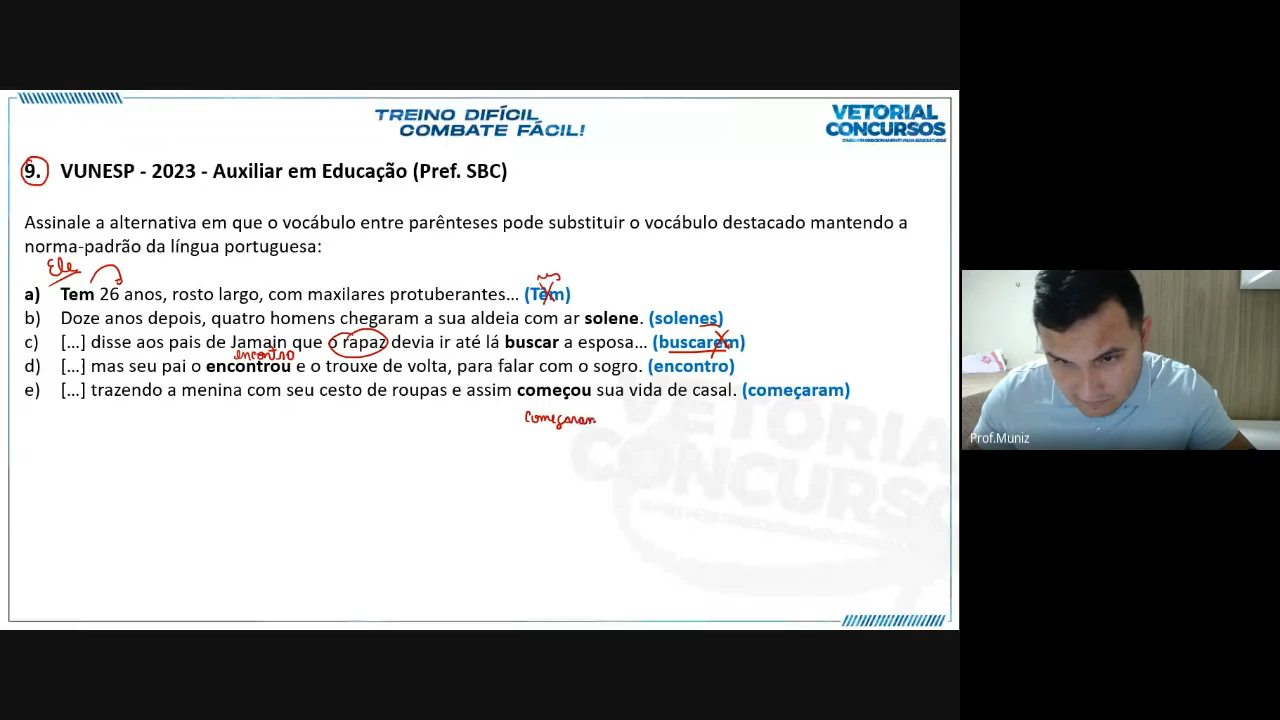 TREINO DIFÍCIL
COMBATE FÁCIL!
VETORIAL
CONCURSOS
9. VUNESP - 2023 - Auxiliar em Educação (Pref. SBC)
Assinale a alternativa em que o vocábulo entre parênteses pode substituir o vocábulo destacado mantendo a
norma-padrão da língua portuguesa:
Ele
a) Tem 26 anos, rosto largo, com maxilares protuberantes... (Têm)
b) Doze anos depois, quatro homens chegaram a sua aldeia com ar solene. (solenes)
c) [...] disse aos pais de Jamain que o rapaz devia ir até lá buscar a esposa... (buscarem)
encontro
d) [...] mas seu pai o encontrou e o trouxe de volta, para falar com o sogro. (encontro)
e) [...] trazendo a menina com seu cesto de roupas e assim começou sua vida de casal. (começaram)
começaram
VETORIAL
CONCURSOS
Prof.Muniz